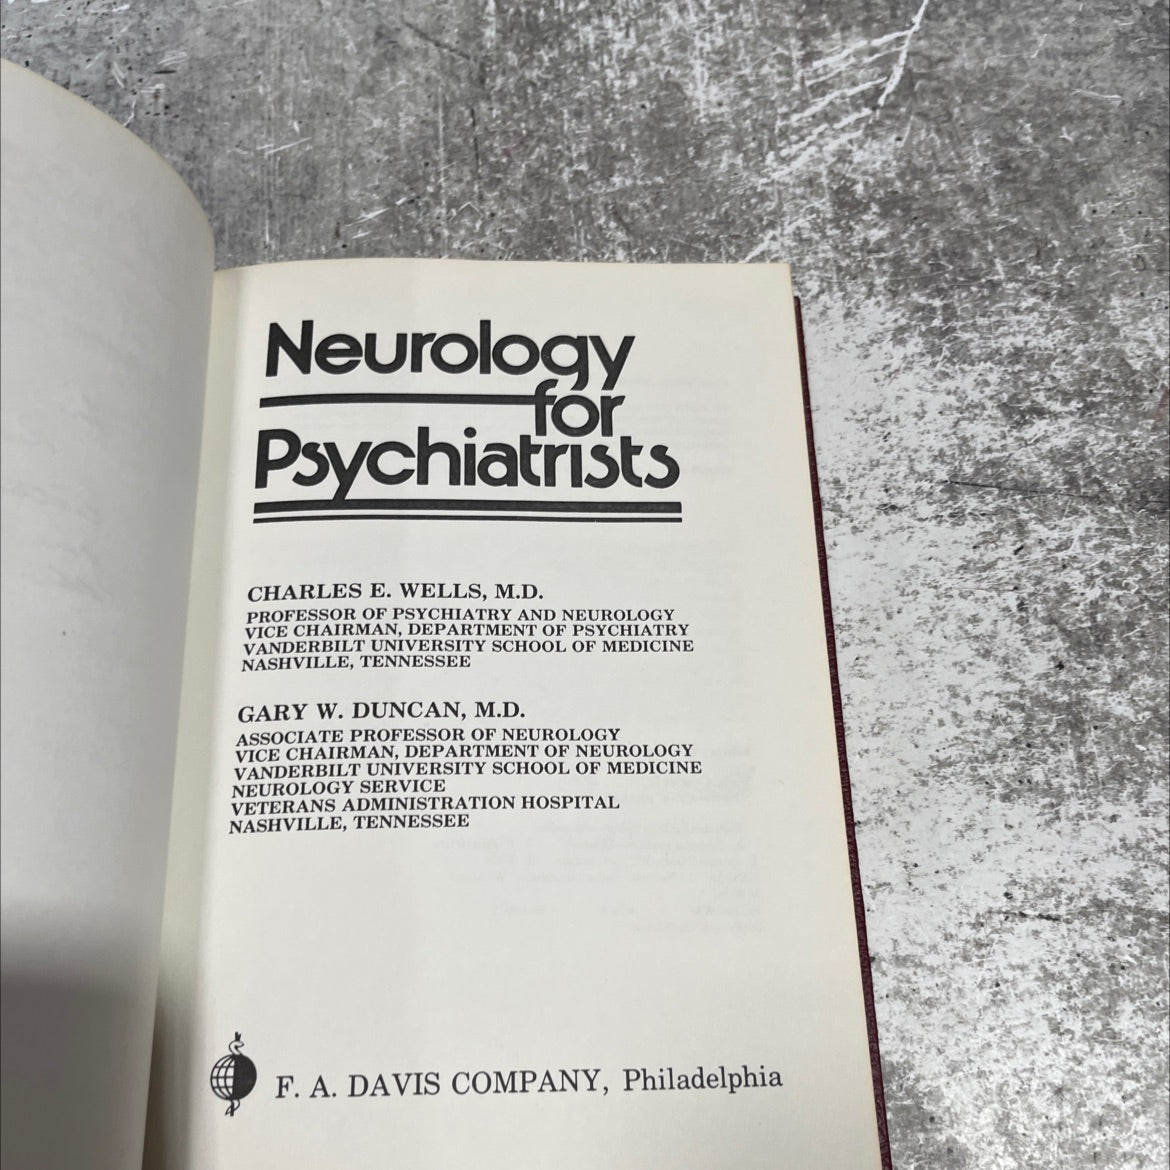 Neurology
for
Psychiatrists
CHARLES E. WELLS, M.D.
PROFESSOR OF PSYCHIATRY AND NEUROLOGY
VICE CHAIRMAN, DEPARTMENT OF PSYCHIATRY
VANDERBILT UNIVERSITY SCHOOL OF MEDICINE
NASHVILLE, TENNESSEE
GARY W. DUNCAN, M.D.
ASSOCIATE PROFESSOR OF NEUROLOGY
VICE CHAIRMAN, DEPARTMENT OF NEUROLOGY
VANDERBILT UNIVERSITY SCHOOL OF MEDICINE
NEUROLOGY SERVICE
VETERANS ADMINISTRATION HOSPITAL
NASHVILLE, TENNESSEE
F. A. DAVIS COMPANY, Philadelphia